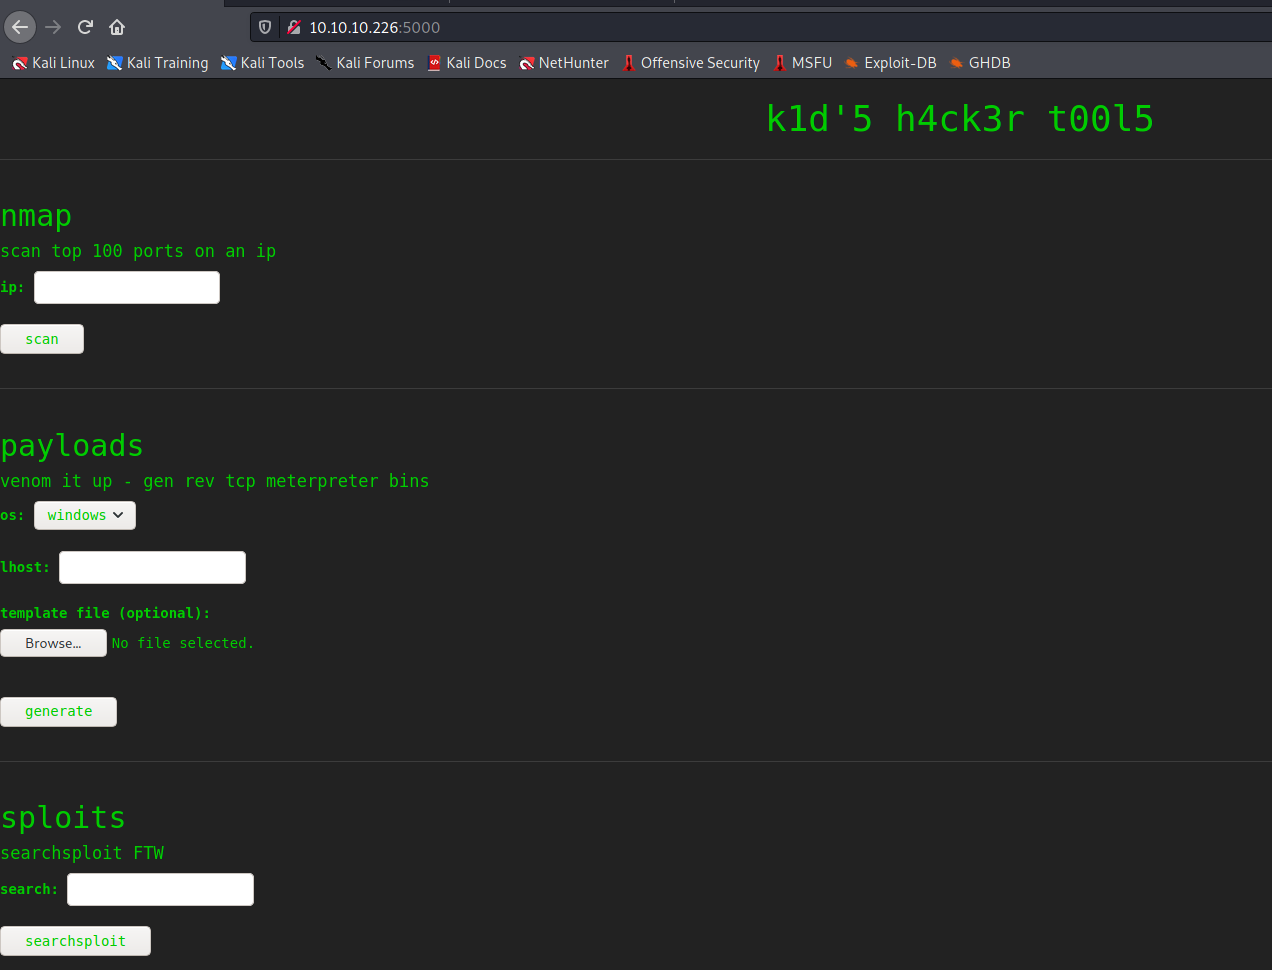 10.10.10.226:5000
Kali Linux Kali Training Kali Tools Kali Forums Kali Docs NetHunter Offensive Security MSFU Exploit-DB GHDB
k1d'5 h4ck3r t00l5
nmap
scan top 100 ports on an ip
ip:
scan
payloads
venom it up - gen rev tcp meterpreter bins
os: windows
lhost:
template file (optional):
Browse... No file selected.
generate
sploits
searchsploit FTW
search:
searchsploit